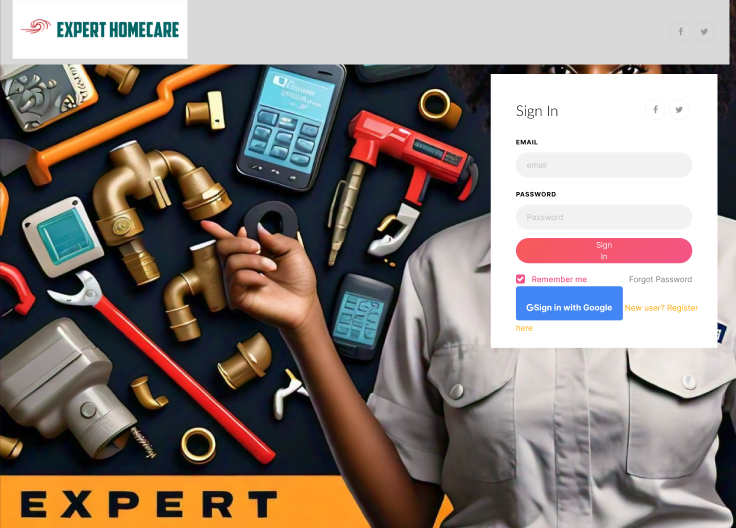 EXPERT HOMECARE
Sign In
EMAIL
email
PASSWORD
Password
Sign
In
Remember me
Forgot Password
GSign in with Google
New user? Register
here
EXPERT